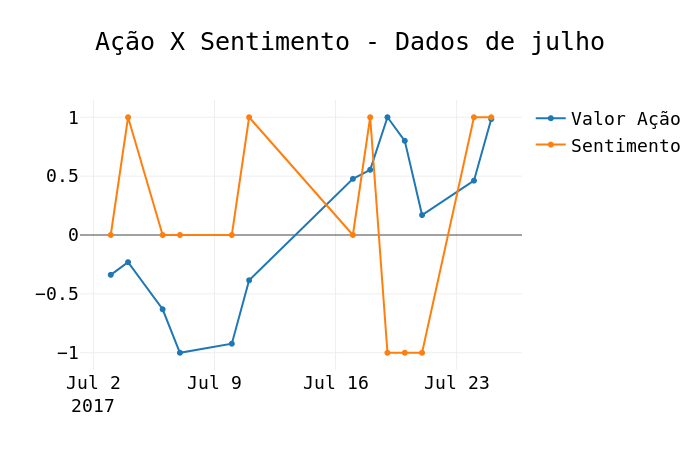 Ação X Sentimento - Dados de julho
1
0.5
0
−0.5
−1
Jul 2
2017
Jul 9
Jul 16
Jul 23
Valor Ação
Sentimento